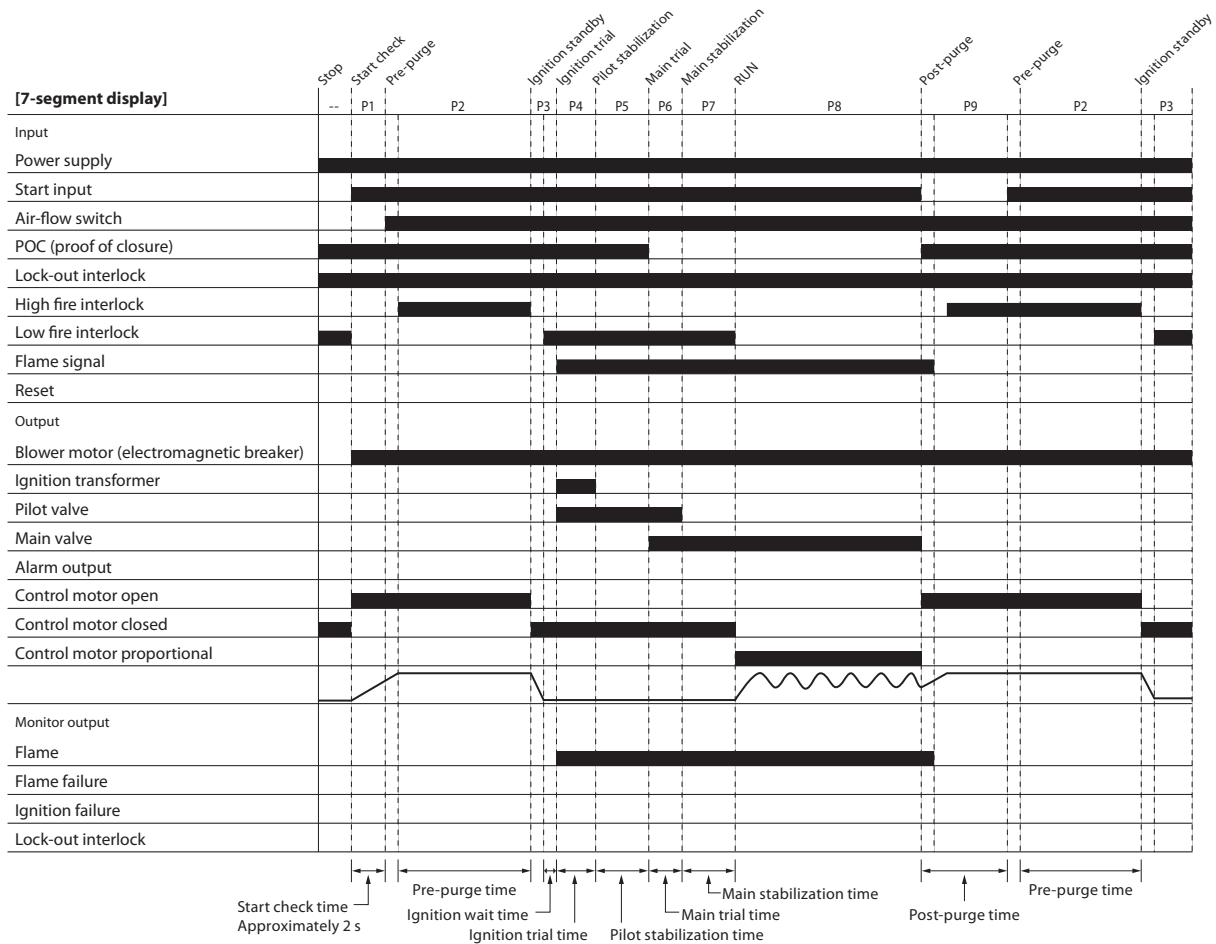 Stop
Start check
Pre-purge
Ignition standby
Ignition trial
Pilot stabilization
Main trial
Main stabilization
RUN
Post-purge
Pre-purge
Ignition standby
[7-segment display] -- P1 P2 P3 P4 P5 P6 P7 P8 P9 P2 P3
Input
Power supply
Start input
Air-flow switch
POC (proof of closure)
Lock-out interlock
High fire interlock
Low fire interlock
Flame signal
Reset
Output
Blower motor (electromagnetic breaker)
Ignition transformer
Pilot valve
Main valve
Alarm output
Control motor open
Control motor closed
Control motor proportional
Monitor output
Flame
Flame failure
Ignition failure
Lock-out interlock
Start check time
Approximately 2 s
Pre-purge time
Ignition wait time
Ignition trial time
Pilot stabilization time
Main trial time
Main stabilization time
Post-purge time
Pre-purge time